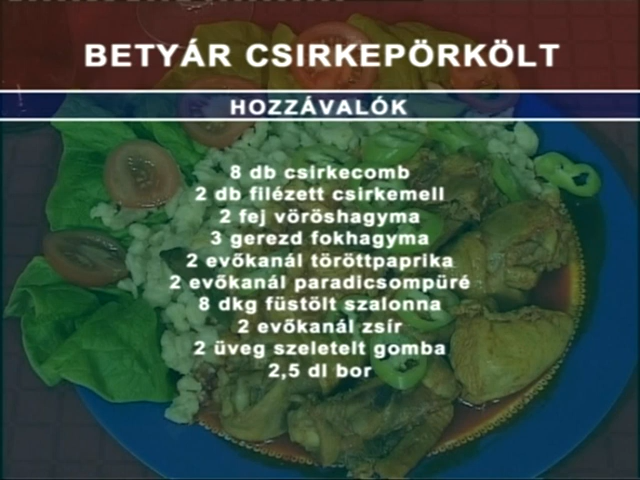 BETYÁR CSIRKEPÖRKÖLT
HOZZÁVALÓK
8 db csirkecomb
2 db filézett csirkemell
2 fej vöröshagyma
3 gerezd fokhagyma
2 evőkanál töröttpaprika
2 evőkanál paradicsompüré
8 dkg füstölt szalonna
2 evőkanál zsír
2 üveg szeletelt gomba
2,5 dl bor